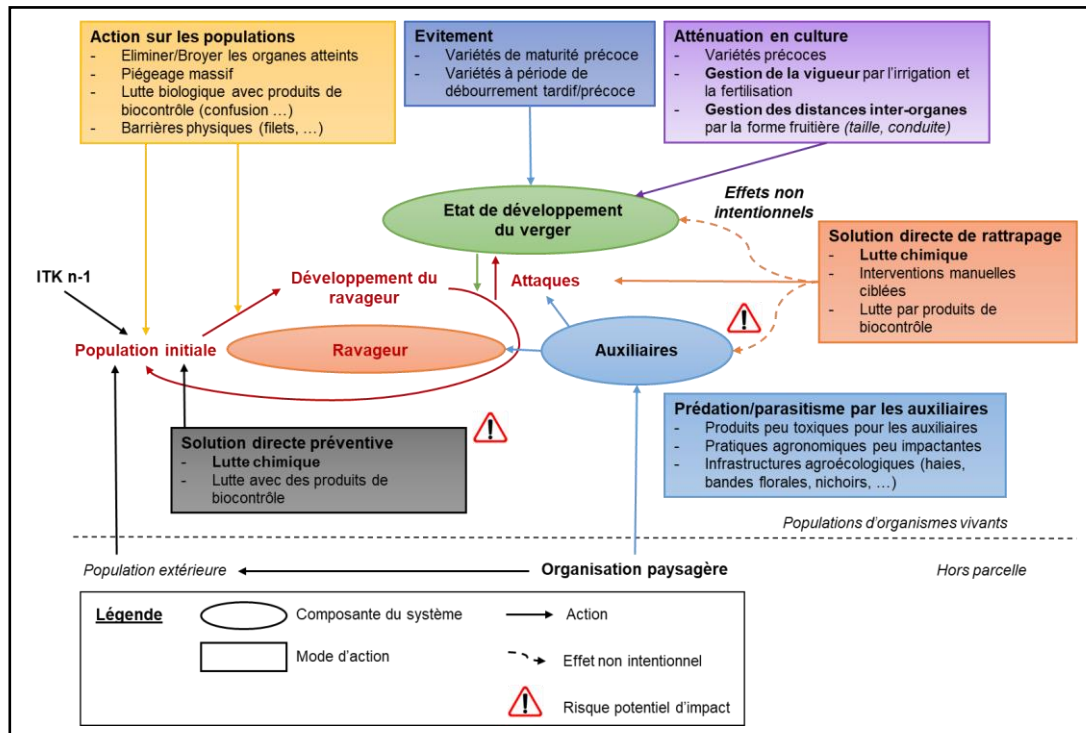 Action sur les populations
- Eliminer/Broyer les organes atteints
- Piégeage massif
- Lutte biologique avec produits de
biocontrôle (confusion …)
- Barrières physiques (filets, …)
Evitement
- Variétés de maturité précoce
- Variétés à période de
débourrement tardif/précoce
Atténuation en culture
- Variétés précoces
- Gestion de la vigueur par l'irrigation et
la fertilisation
- Gestion des distances inter-organes
par la forme fruitière (taille, conduite)
Effets non
intentionnels
Etat de développement
du verger
Solution directe de rattrapage
- Lutte chimique
- Interventions manuelles
ciblées
- Lutte par produits de
biocontrôle
ITK n-1
Développement du
ravageur
Attaques
Population initiale
Ravageur
Auxiliaires
Solution directe préventive
- Lutte chimique
- Lutte avec des produits de
biocontrôle
Prédation/parasitisme par les auxiliaires
- Produits peu toxiques pour les auxiliaires
- Pratiques agronomiques peu impactantes
- Infrastructures agroécologiques (haies,
bandes florales, nichoirs, …)
Populations d'organismes vivants
Population extérieure
Organisation paysagère
Hors parcelle
Légende
Composante du système
Action
Mode d'action
Effet non intentionnel
Risque potentiel d'impact